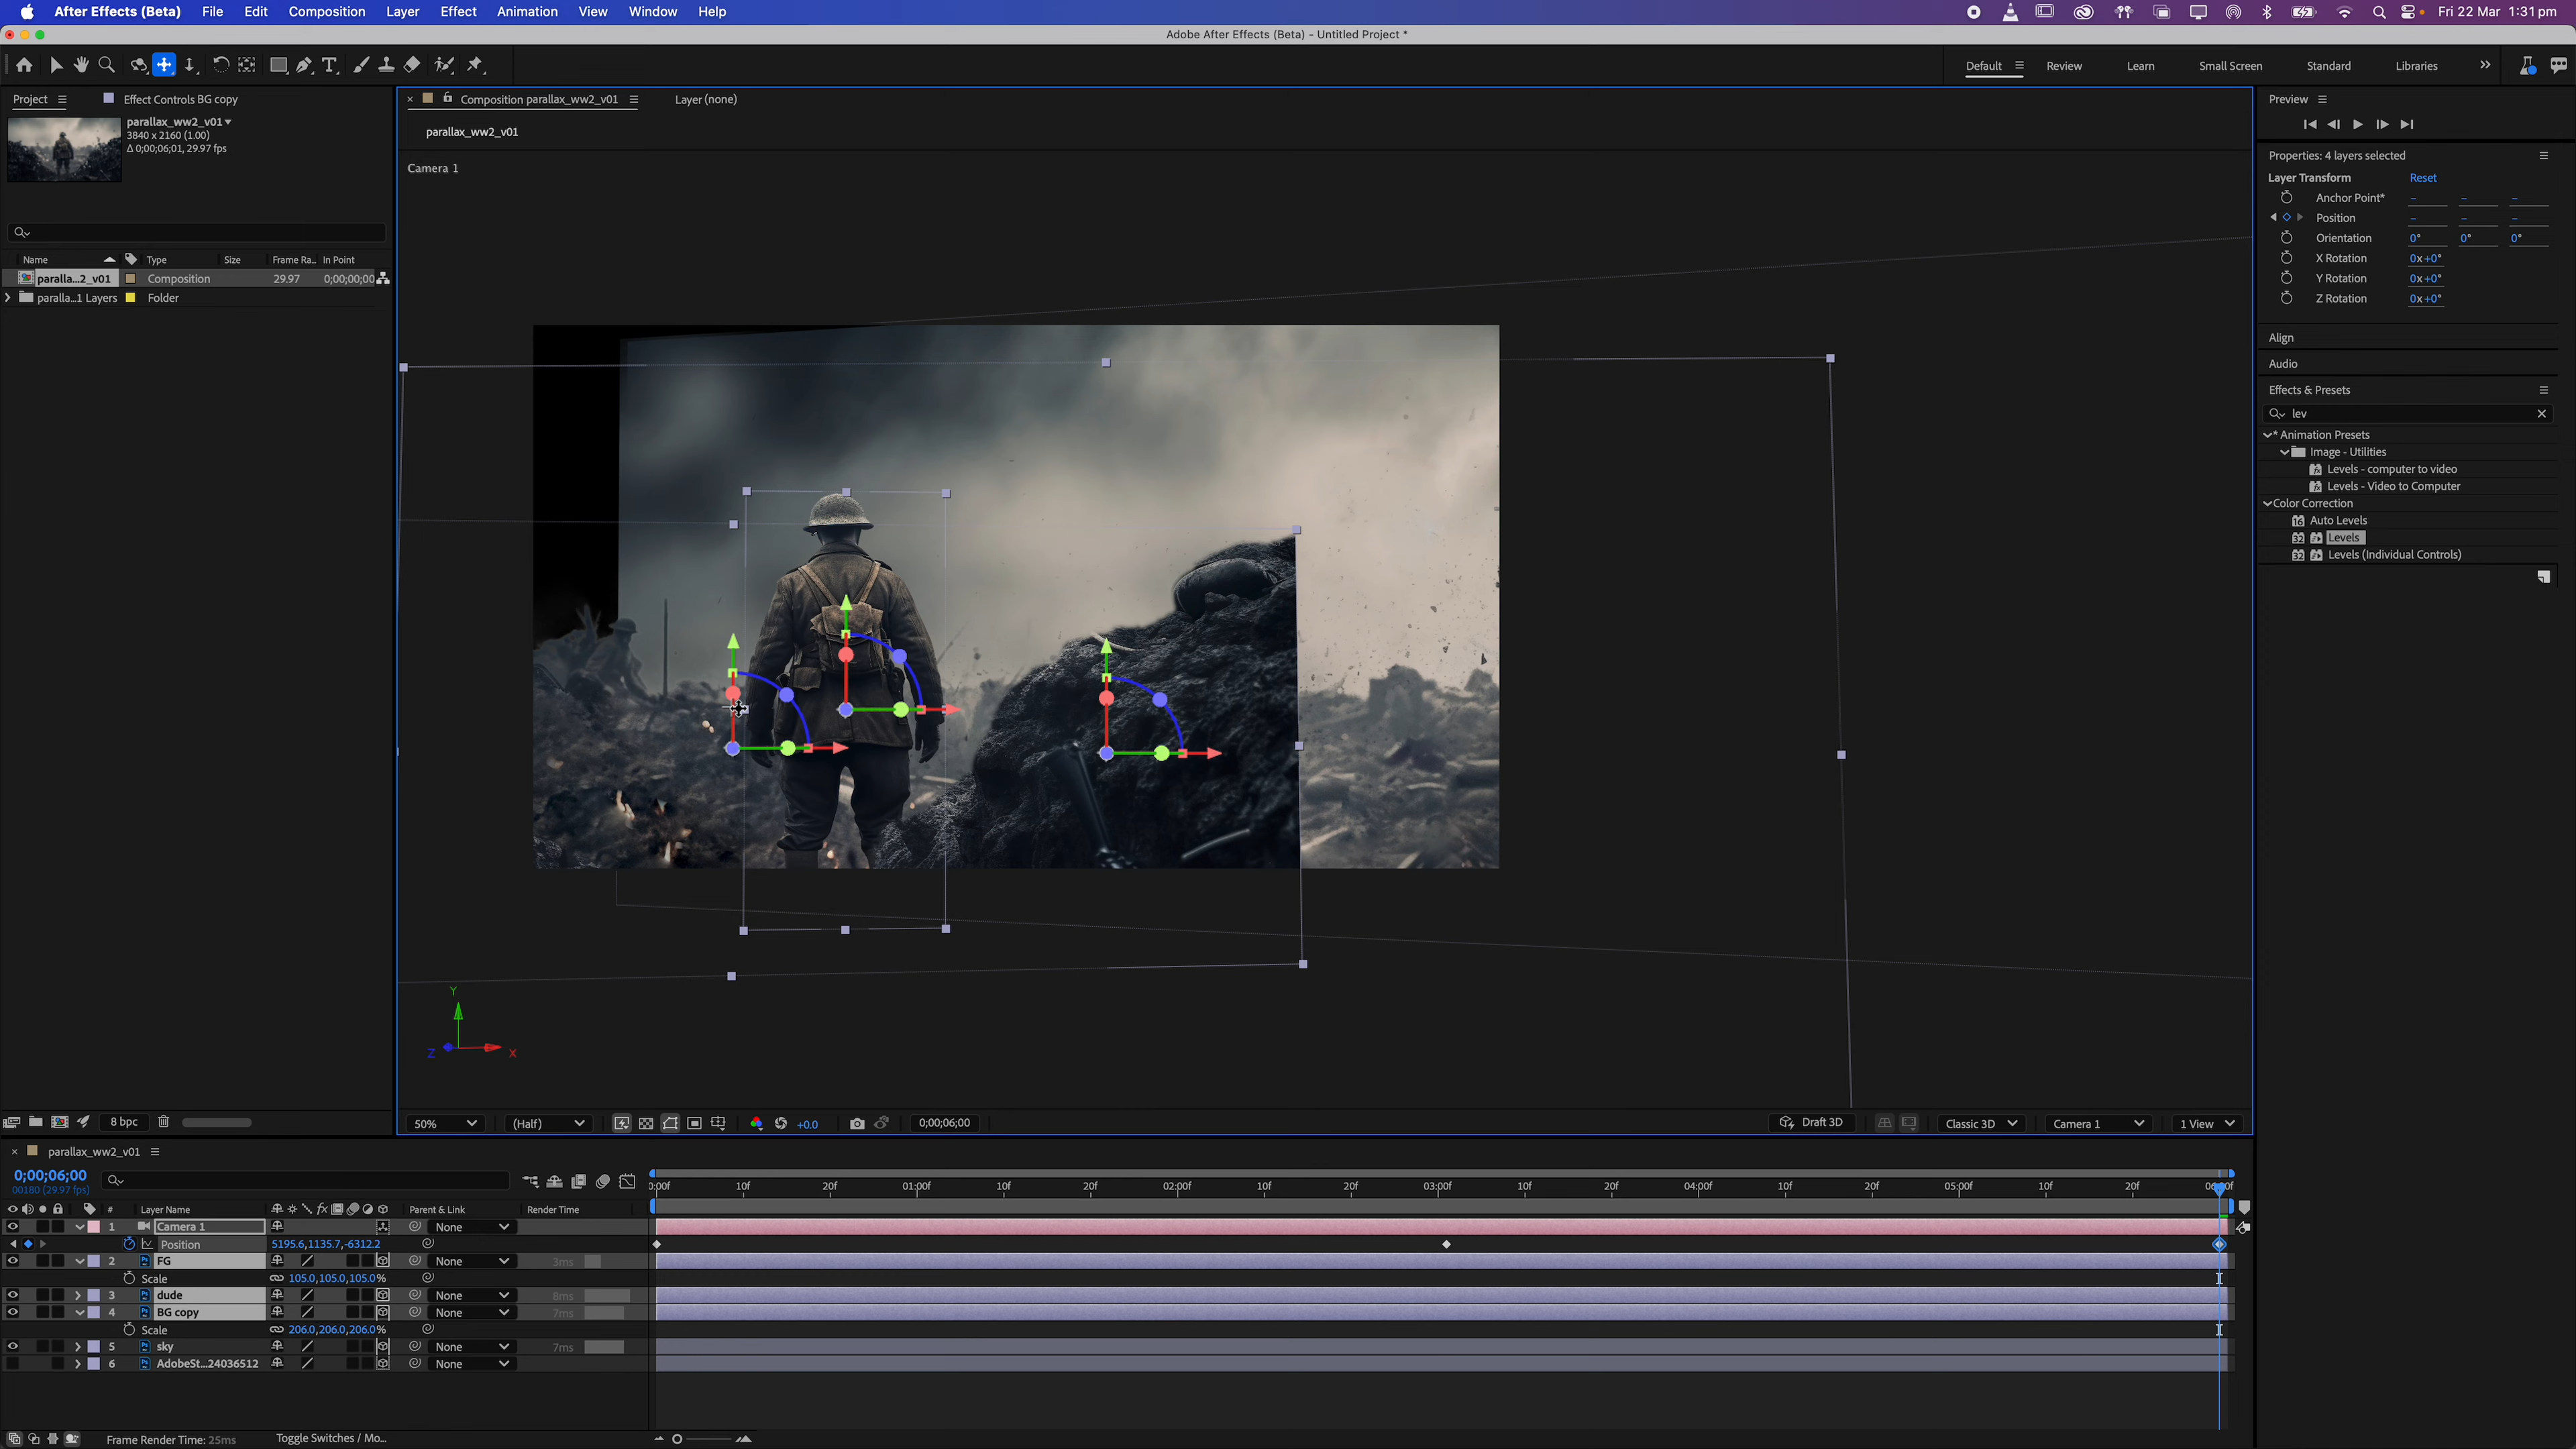 After Effects (Beta) File Edit Composition Layer Effect Animation View Window Help Fri 22 Mar 1:31 pm
Adobe After Effects (Beta) - Untitled Project *
Default Review Learn Small Screen Standard Libraries
Project Effect Controls BG copy
parallax_ww2_v01
3840 x 2160 (1.00)
Δ 0;00;06;01, 29.97 fps
Name Type Size Frame Ra... In Point
paralla...2_v01 Composition 29.97 0;00;00;00
paralla...1 Layers Folder
8 bpc
Composition parallax_ww2_v01 Layer (none)
parallax_ww2_v01
Camera 1
Y
Z X
50% (Half) +0.0 0;00;06;00 Draft 3D Classic 3D Camera 1 1 View
Preview
Properties: 4 layers selected
Layer Transform Reset
Anchor Point* – – –
Position – – –
Orientation 0° 0° 0°
X Rotation 0x+0°
Y Rotation 0x+0°
Z Rotation 0x+0°
Align
Audio
Effects & Presets
lev
* Animation Presets
Image - Utilities
Levels - computer to video
Levels - Video to Computer
Color Correction
16 Auto Levels
32 Levels
32 Levels (Individual Controls)
parallax_ww2_v01
0;00;06;00
00180 (29.97 fps)
0:00f 10f 20f 01:00f 10f 20f 02:00f 10f 20f 03:00f 10f 20f 04:00f 10f 20f 05:00f 10f 20f 06:00f
# Layer Name fx Parent & Link Render Time
1 Camera 1 None
Position 5195.6,1135.7,-6312.2
2 FG None 3ms
Scale 105.0,105.0,105.0%
3 dude None 8ms
4 BG copy None 7ms
Scale 206.0,206.0,206.0%
5 sky None 7ms
6 AdobeSt...24036512 None
Frame Render Time: 25ms Toggle Switches / Mo...